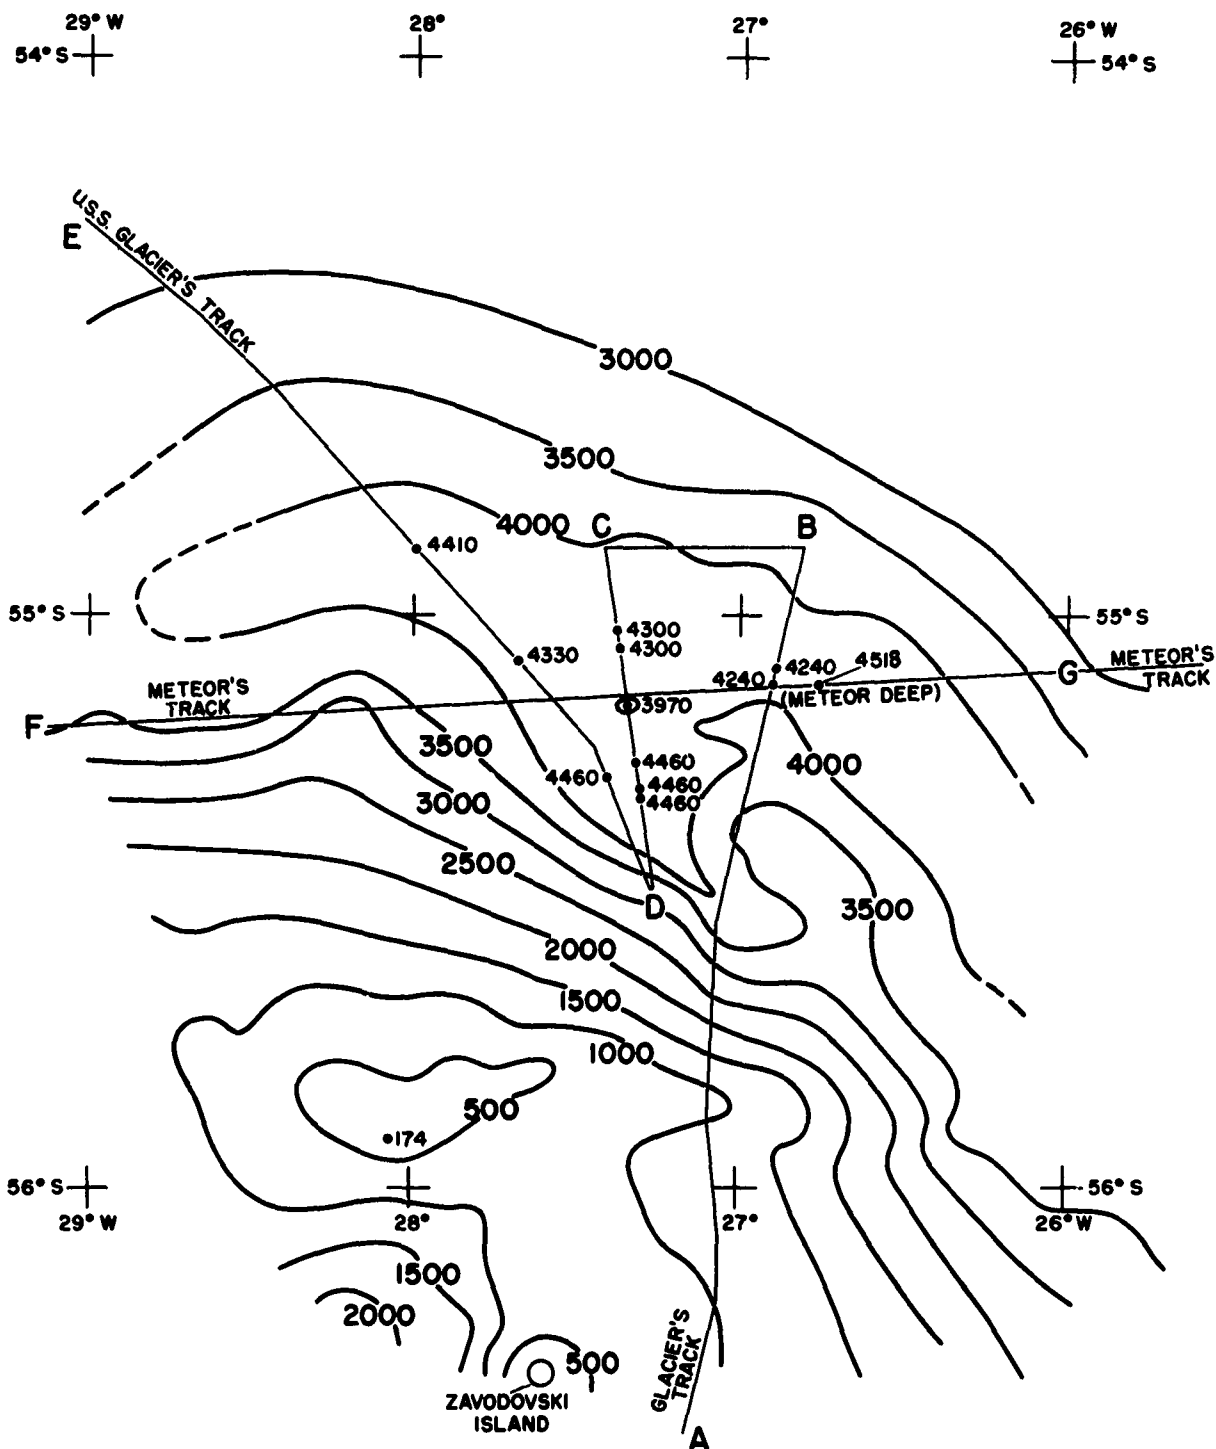 29° W
28°
27°
26° W
54° S
54° S
U.S.S. GLACIER'S TRACK
E
3000
3500
4000
C
B
4410
55° S
55° S
4300
4300
4330
4240
4518
4240
(METEOR DEEP)
G
METEOR'S
TRACK
METEOR'S
TRACK
F
3970
3500
4460
4000
4460
4460
4460
3000
2500
D
3500
2000
1500
1000
500
174
56° S
56° S
29° W
28°
27°
26° W
1500
2000
500
ZAVODOVSKI
ISLAND
GLACIER'S
TRACK
A